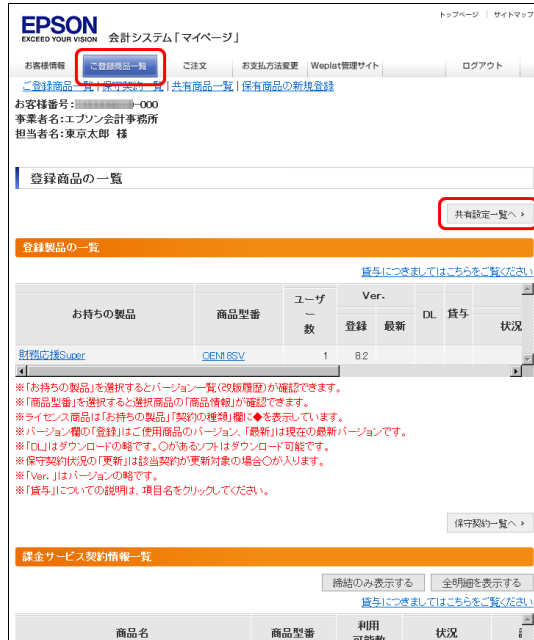 トップページ | サイトマップ
EPSON
EXCEED YOUR VISION 会計システム「マイページ」
お客様情報 ご登録商品一覧 ご注文 お支払方法変更 Weplat管理サイト ログアウト
ご登録商品一覧 | 保守契約一覧 | 共有商品一覧 | 保有商品の新規登録
お客様番号: -000
事業者名:エプソン会計事務所
担当者名:東京太郎 様
登録商品の一覧
共有設定一覧へ ›
登録製品の一覧
貸与につきましてはこちらをご覧ください
お持ちの製品 商品型番 ユーザー数 Ver. 登録 最新 DL 貸与 状況
財務応援Super OEN18SV 1 8.2
※「お持ちの製品」を選択するとバージョン一覧(改版履歴)が確認できます。
※「商品型番」を選択すると選択商品の「商品情報」が確認できます。
※ライセンス商品は「お持ちの製品」「契約の種類」欄に◆を表示しています。
※バージョン欄の「登録」はご使用商品のバージョン、「最新」は現在の最新バージョンです。
※「DL」はダウンロードの略です。〇があるソフトはダウンロード可能です。
※保守契約状況の「更新」は該当契約が更新対象の場合〇が入ります。
※「Ver. 」はバージョンの略です。
※「貸与」についての説明は、項目名をクリックしてください。
保守契約一覧へ ›
課金サービス契約情報一覧
締結のみ表示する 全明細を表示する
貸与につきましてはこちらをご覧ください
商品名 商品型番 利用可能数 状況